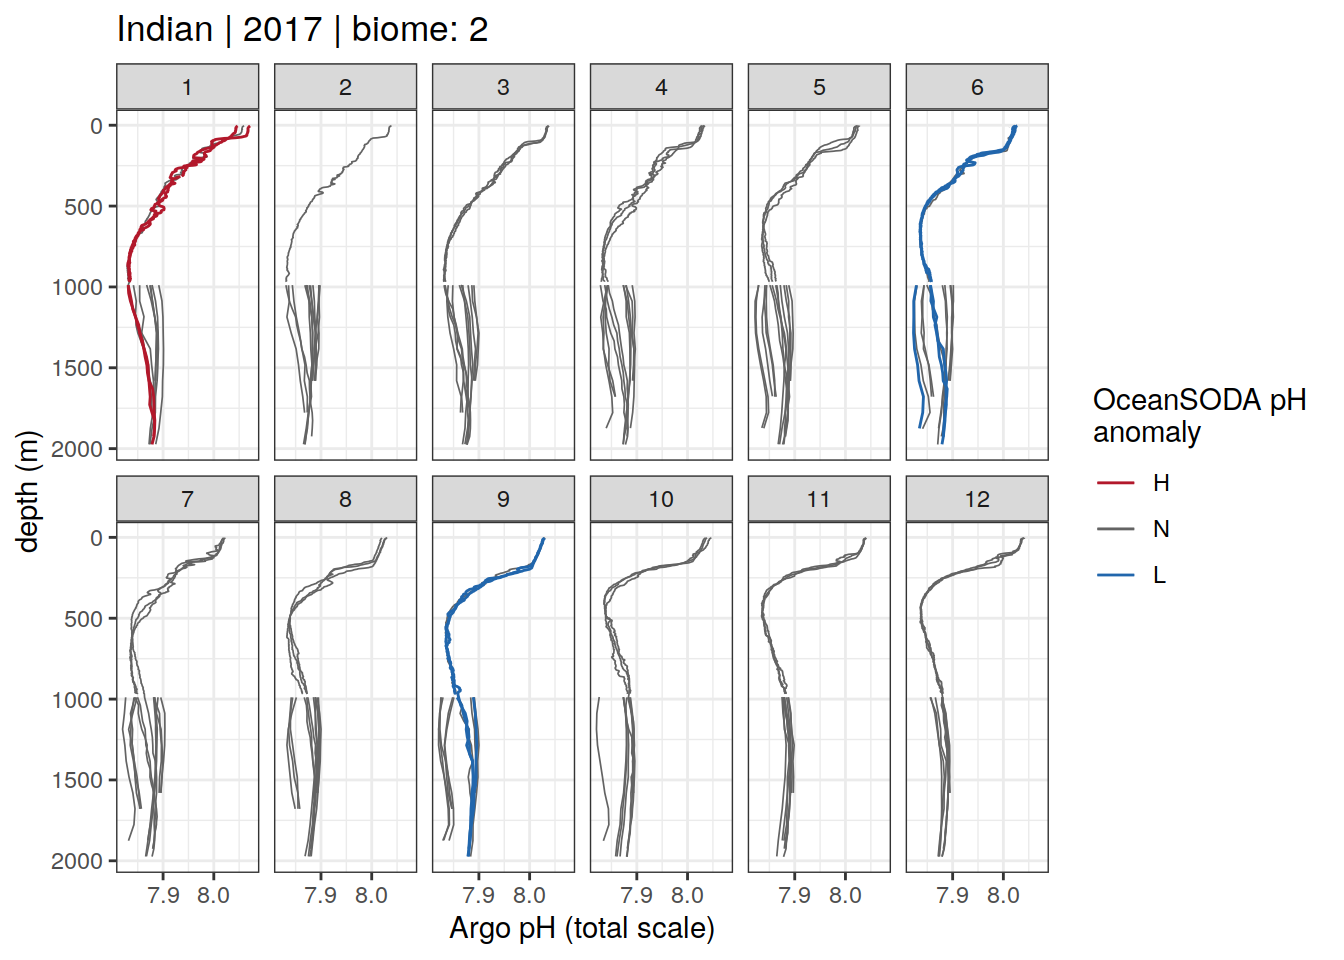 Indian | 2017 | biome: 2
1 2 3 4 5 6
0
500
1000
1500
2000
7 8 9 10 11 12
0
500
1000
1500
2000
7.9 8.0 7.9 8.0 7.9 8.0 7.9 8.0 7.9 8.0 7.9 8.0
Argo pH (total scale)
depth (m)
OceanSODA pH
anomaly
H
N
L